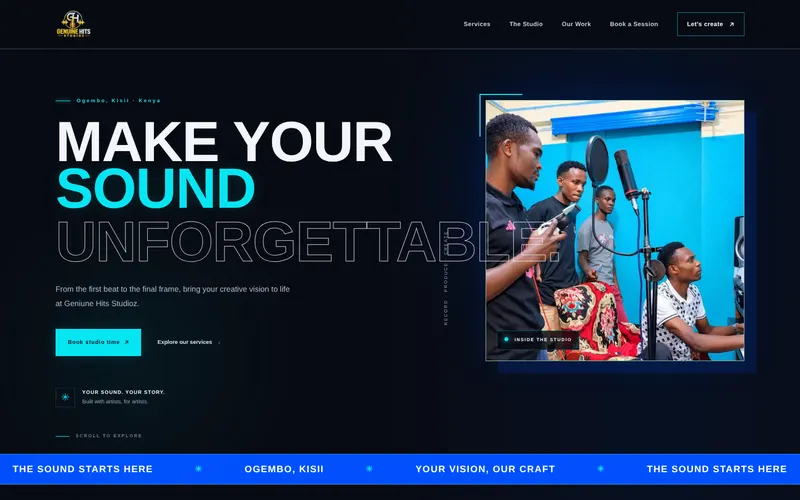 GENUINE HITS
STUDIOZ
Services
The Studio
Our Work
Book a Session
Let's create
Ogembo, Kisii · Kenya
MAKE YOUR
SOUND
UNFORGETTABLE.
From the first beat to the final frame, bring your creative vision to life
at Geniune Hits Studioz.
Book studio time
Explore our services
YOUR SOUND. YOUR STORY.
Built with artists, for artists.
SCROLL TO EXPLORE
RECORD PRODUCE CREATE
INSIDE THE STUDIO
THE SOUND STARTS HERE
OGEMBO, KISII
YOUR VISION, OUR CRAFT
THE SOUND STARTS HERE